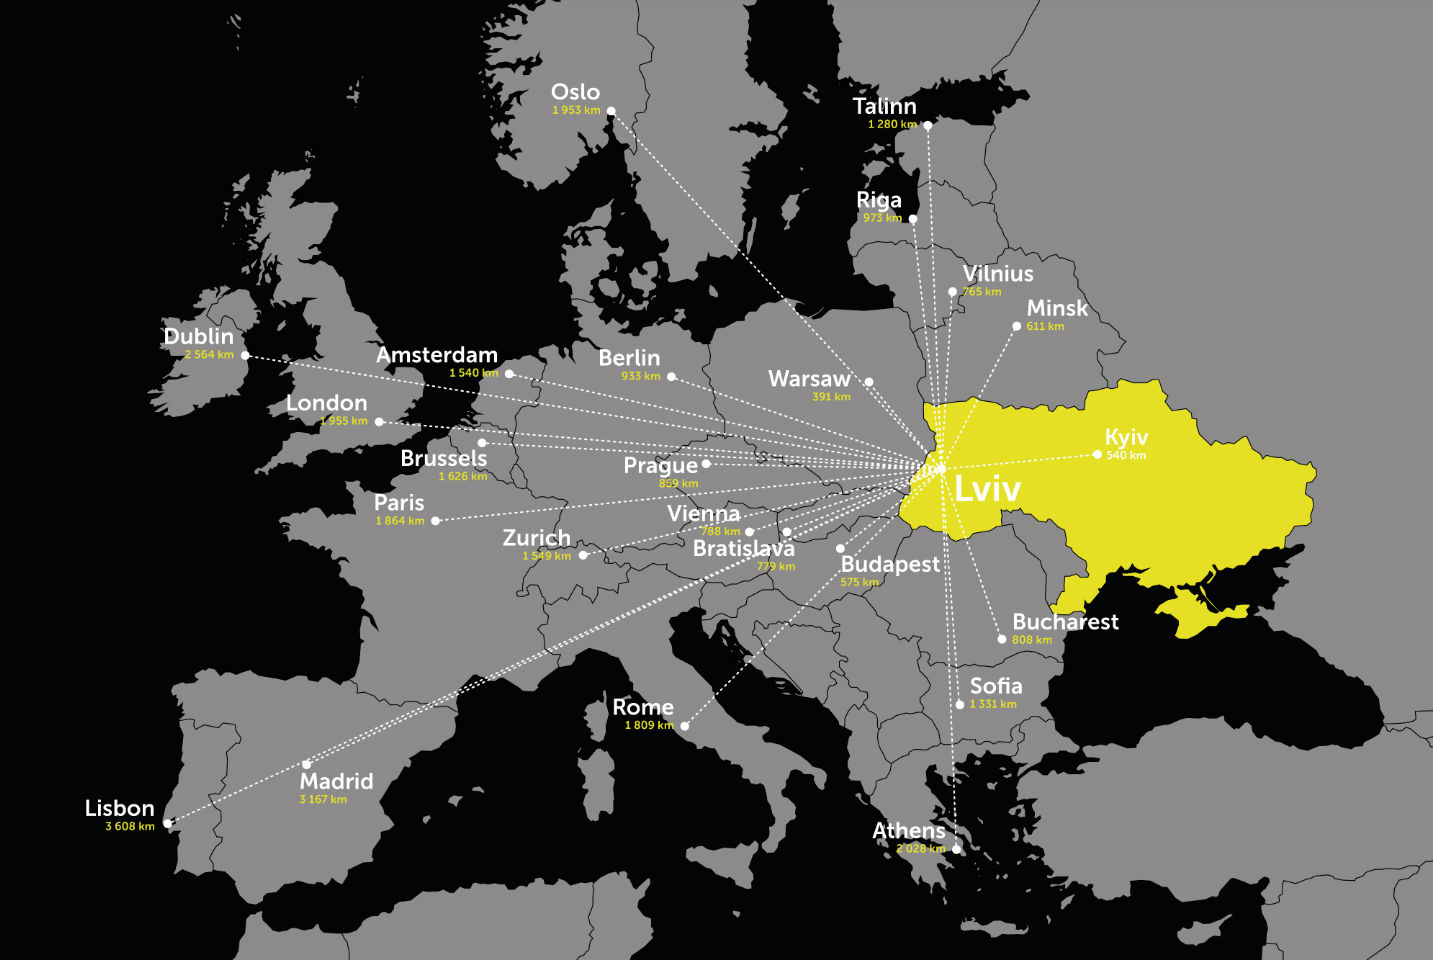 Oslo
1 953 km
Talinn
1 280 km
Riga
973 km
Vilnius
765 km
Minsk
611 km
Dublin
2 564 km
Amsterdam
1 540 km
Berlin
933 km
Warsaw
391 km
London
1 955 km
Kyiv
540 km
Brussels
1 626 km
Prague
859 km
Lviv
Paris
1 864 km
Vienna
788 km
Zurich
1 549 km
Bratislava
779 km
Budapest
575 km
Bucharest
808 km
Sofia
1 331 km
Rome
1 809 km
Madrid
3 167 km
Lisbon
3 608 km
Athens
2 028 km